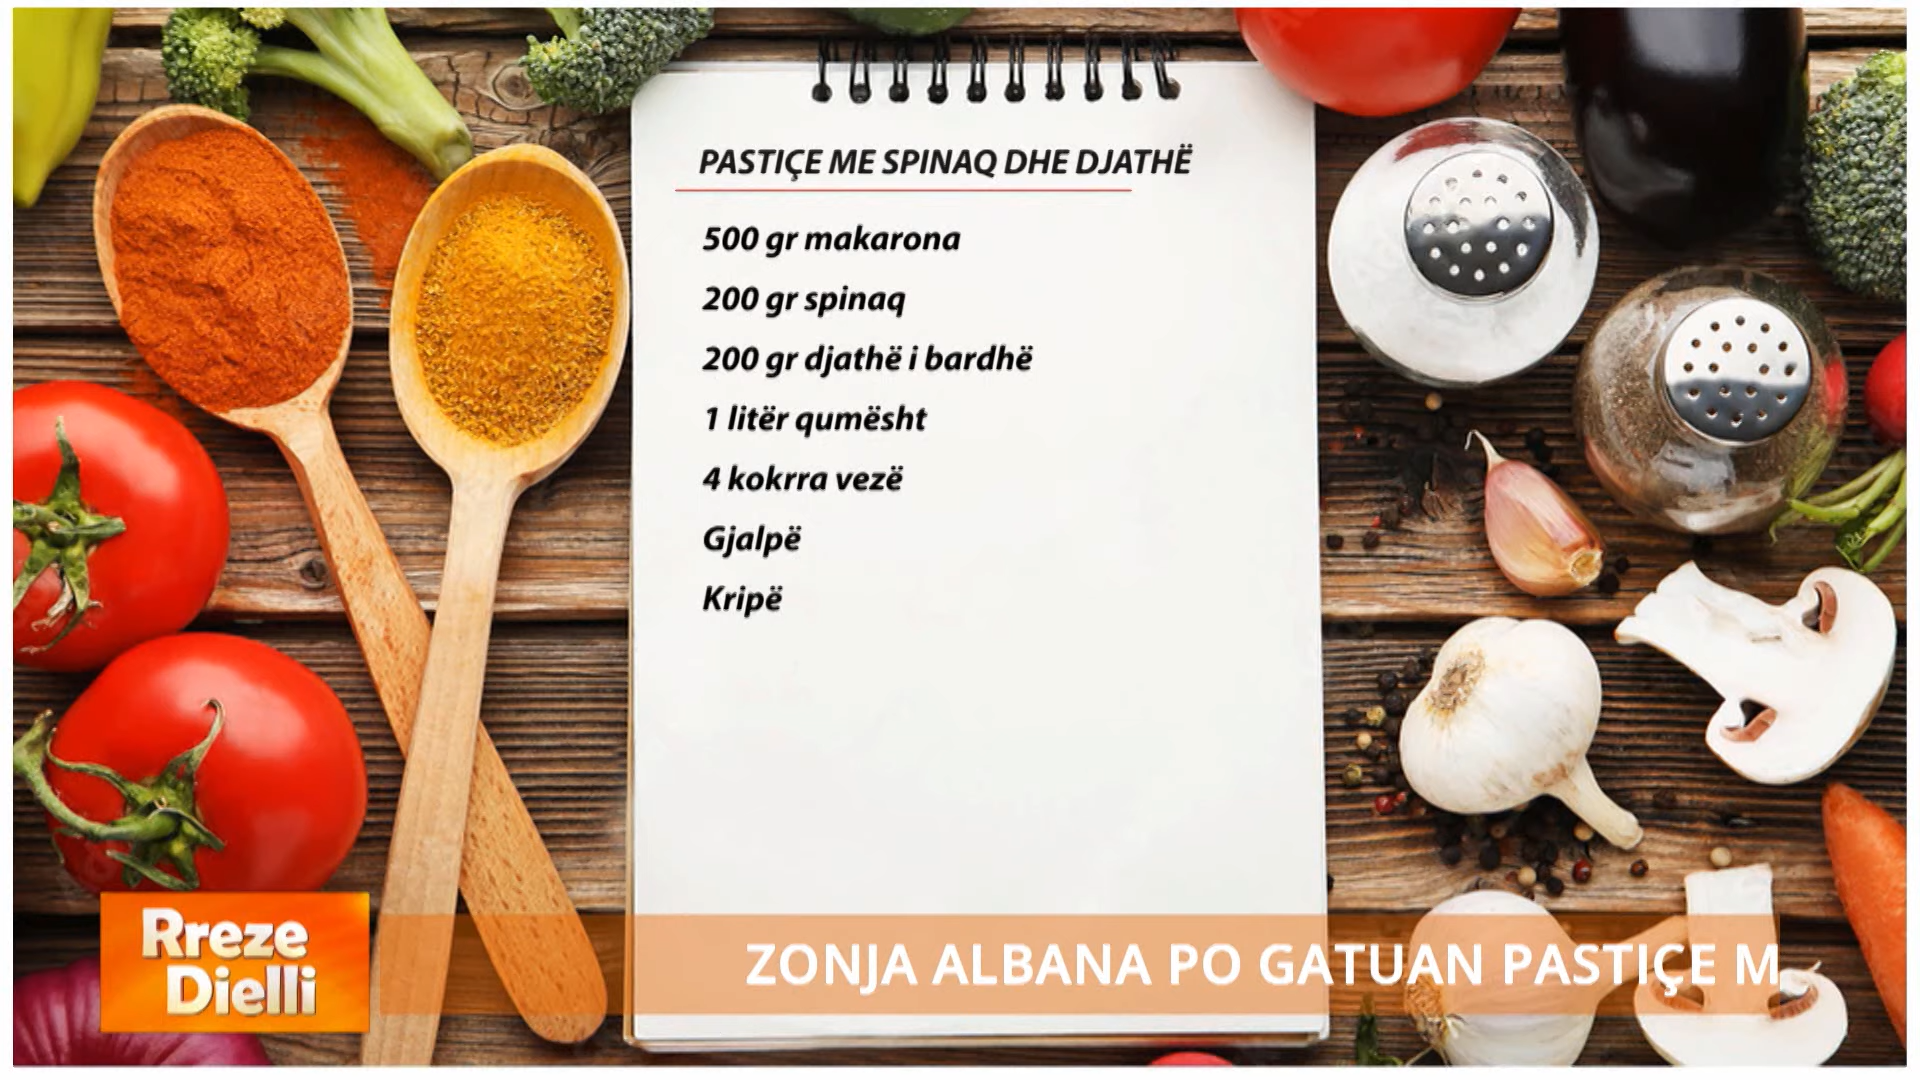 PASTIÇE ME SPINAQ DHE DJATHË
500 gr makarona
200 gr spinaq
200 gr djathë i bardhë
1 litër qumësht
4 kokrra vezë
Gjalpë
Kripë
Rreze
Dielli
ZONJA ALBANA PO GATUAN PASTIÇE M